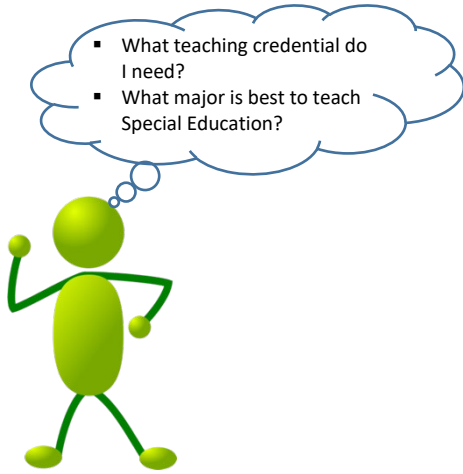 ▪ What teaching credential do
I need?
▪ What major is best to teach
Special Education?